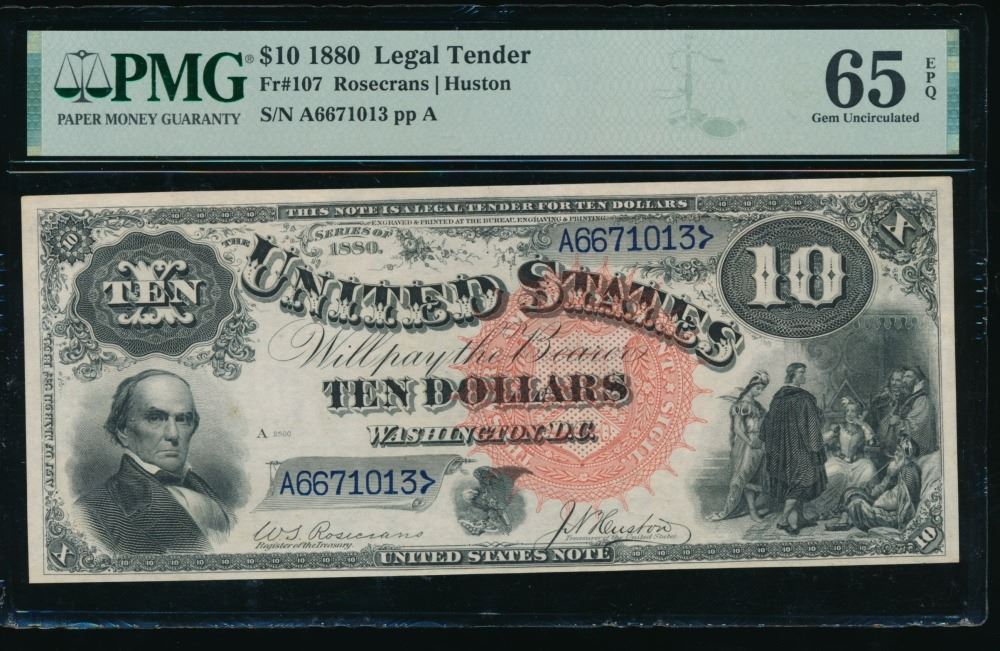 PMG®
PAPER MONEY GUARANTY
$10 1880 Legal Tender
Fr#107 Rosecrans | Huston
S/N A6671013 pp A
65 EPQ
Gem Uncirculated
THIS NOTE IS A LEGAL TENDER FOR TEN DOLLARS
ENGRAVED & PRINTED AT THE BUREAU, ENGRAVING & PRINTING.
10
SERIES OF
1880.
A6671013
X
THE
UNITED STATES
TEN
10
A
Will pay the Bearer
TEN DOLLARS
WASHINGTON D.C.
A
A6671013
W.S. Rosecrans
Register of the Treasury.
J N Huston
Treasurer of the United States.
X
UNITED STATES NOTE
10